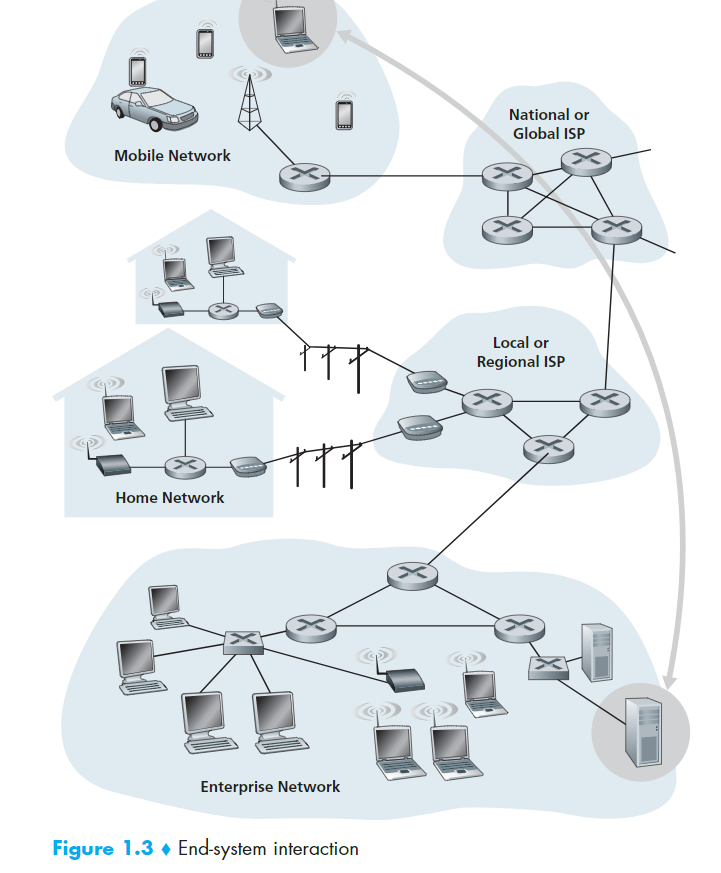 National or
Global ISP
Mobile Network
Local or
Regional ISP
Home Network
Enterprise Network
Figure 1.3 ♦ End-system interaction